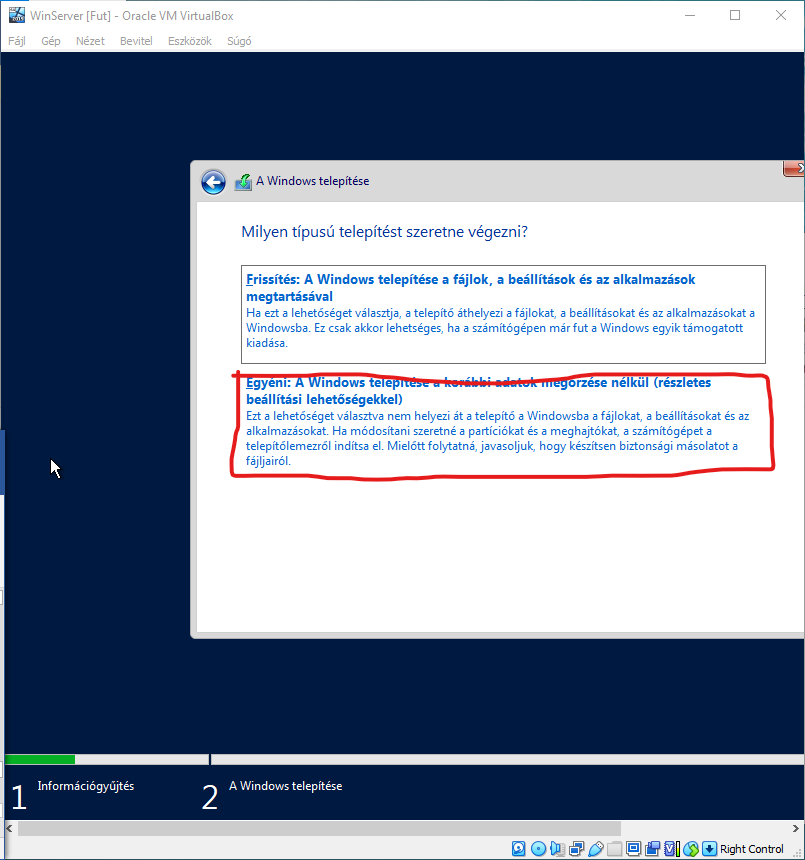 WinServer [Fut] - Oracle VM VirtualBox
Fájl Gép Nézet Bevitel Eszközök Súgó
A Windows telepítése
Milyen típusú telepítést szeretne végezni?
Frissítés: A Windows telepítése a fájlok, a beállítások és az alkalmazások
megtartásával
Ha ezt a lehetőséget választja, a telepítő áthelyezi a fájlokat, a beállításokat és az alkalmazásokat a
Windowsba. Ez csak akkor lehetséges, ha a számítógépen már fut a Windows egyik támogatott
kiadása.
Egyéni: A Windows telepítése a korábbi adatok megőrzése nélkül (részletes
beállítási lehetőségekkel)
Ezt a lehetőséget választva nem helyezi át a telepítő a Windowsba a fájlokat, a beállításokat és az
alkalmazásokat. Ha módosítani szeretné a partíciókat és a meghajtókat, a számítógépet a
telepítőlemezről indítsa el. Mielőtt folytatná, javasoljuk, hogy készítsen biztonsági másolatot a
fájljairól.
1 Információgyűjtés
2 A Windows telepítése
Right Control